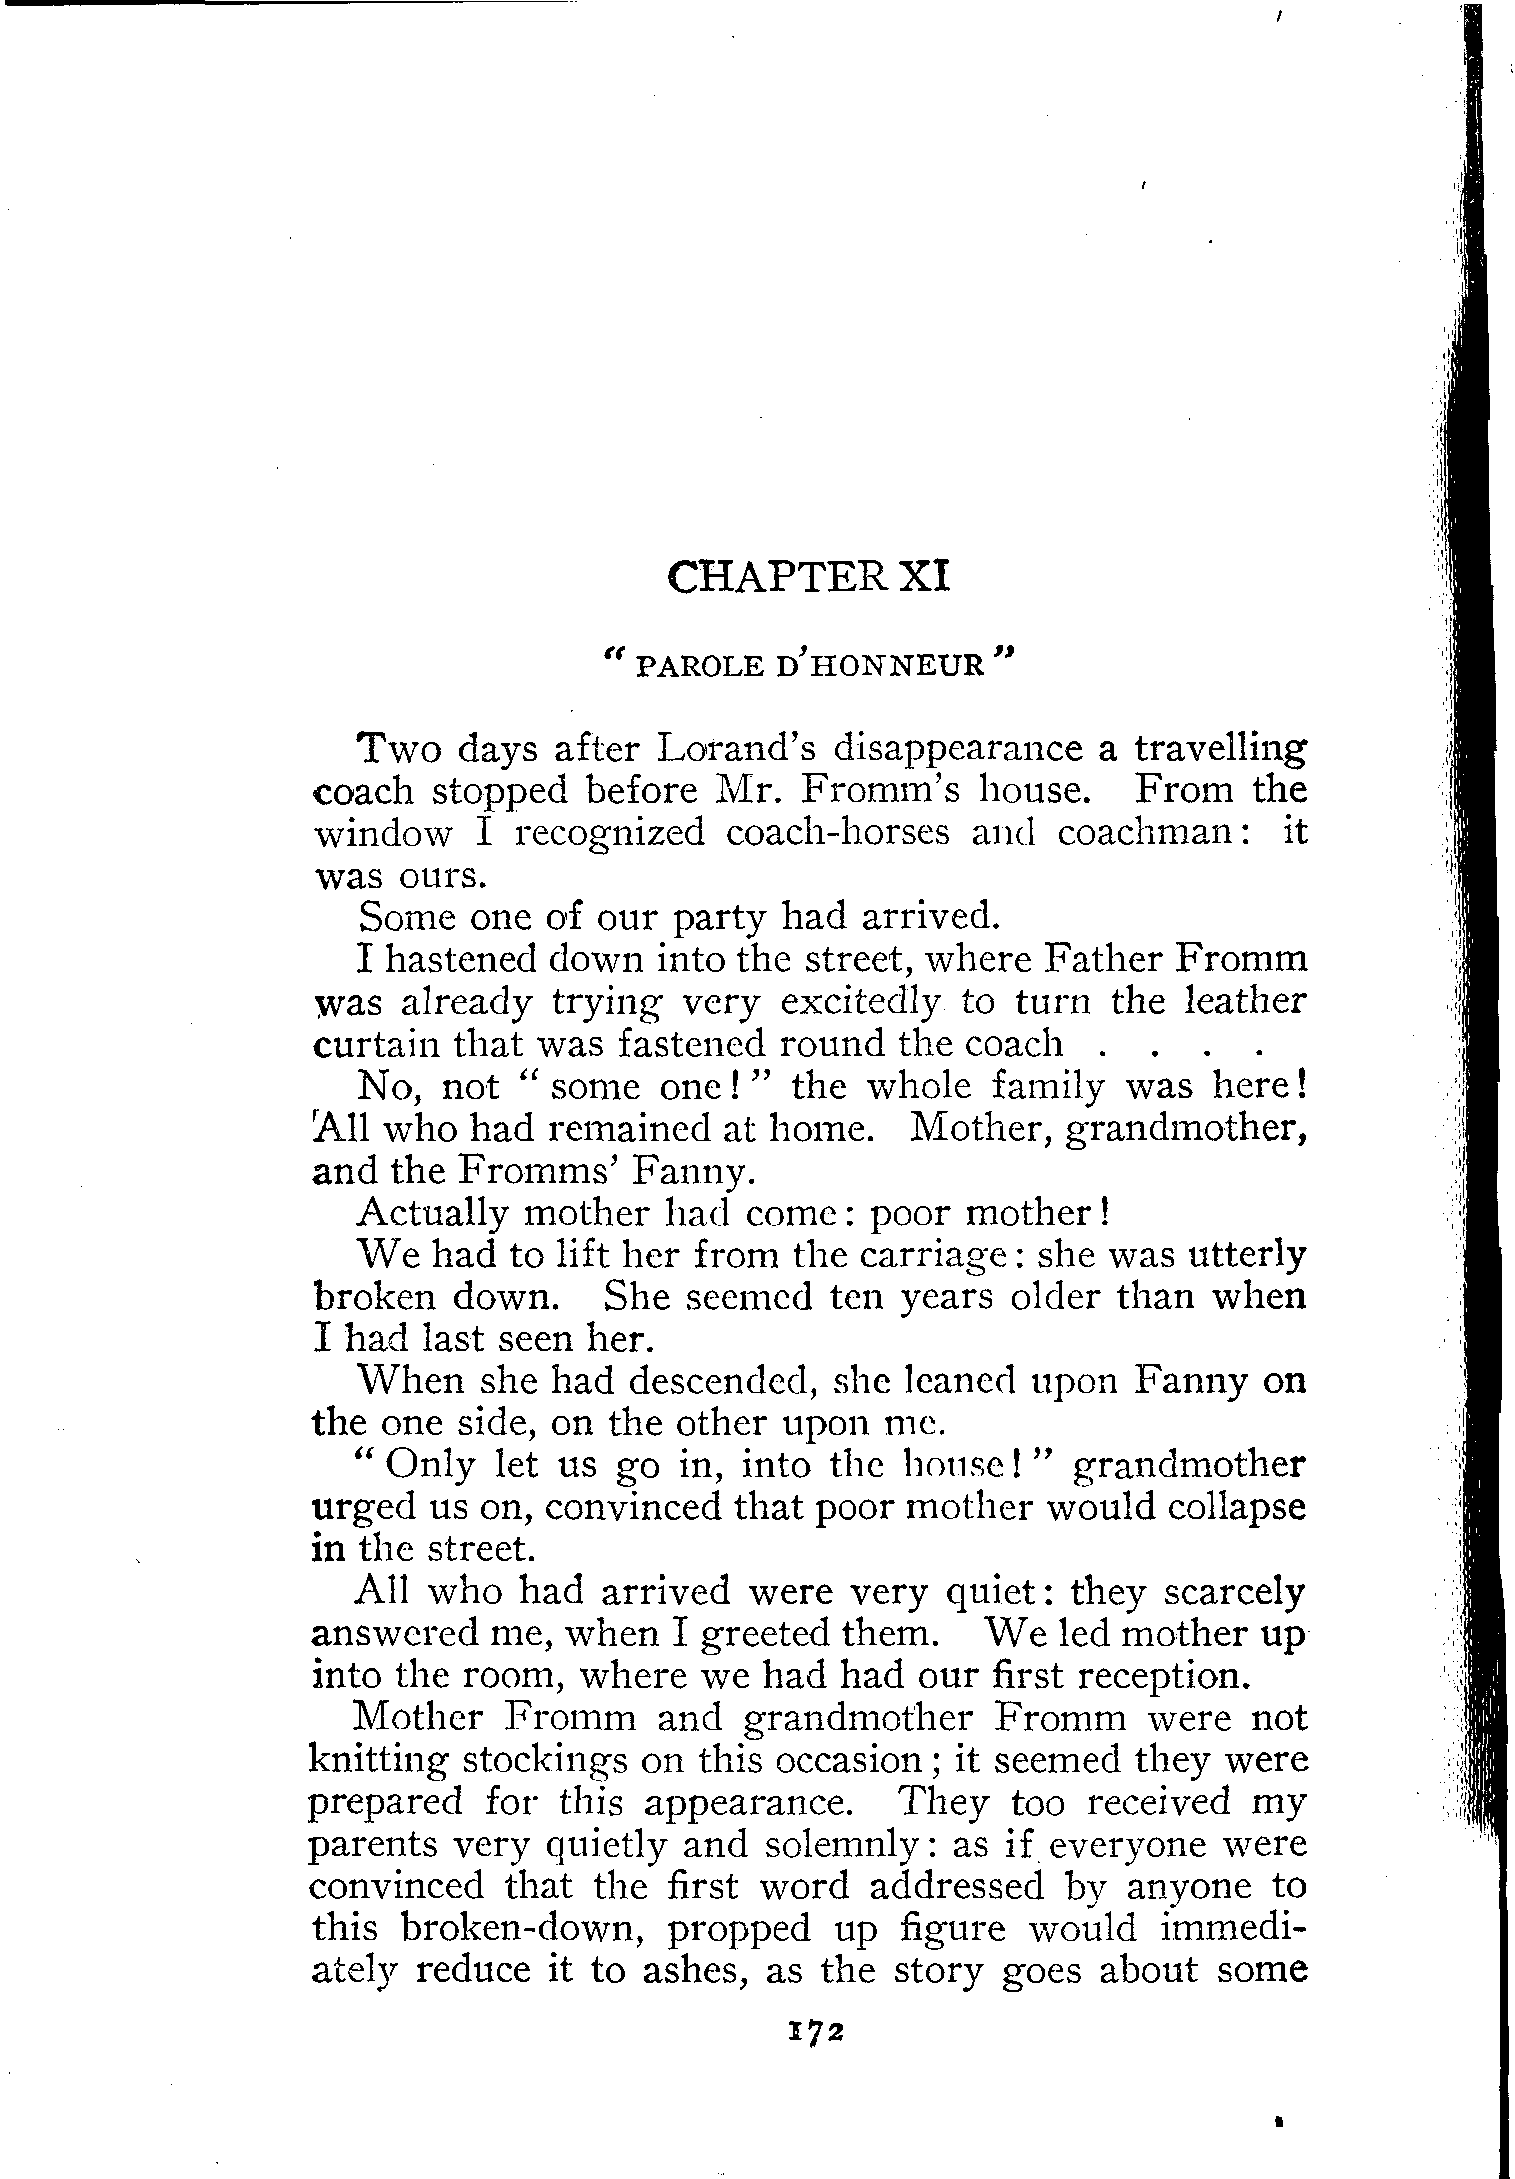 CHAPTER XI
" PAROLE D'HONNEUR "
Two days after Lorand's disappearance a travelling
coach stopped before Mr. Fromm's house. From the
window I recognized coach-horses and coachman: it
was ours.
Some one of our party had arrived.
I hastened down into the street, where Father Fromm
was already trying very excitedly to turn the leather
curtain that was fastened round the coach . . . .
No, not " some one! " the whole family was here!
All who had remained at home. Mother, grandmother,
and the Fromms' Fanny.
Actually mother had come: poor mother!
We had to lift her from the carriage: she was utterly
broken down. She seemed ten years older than when
I had last seen her.
When she had descended, she leaned upon Fanny on
the one side, on the other upon me.
" Only let us go in, into the house! " grandmother
urged us on, convinced that poor mother would collapse
in the street.
All who had arrived were very quiet: they scarcely
answered me, when I greeted them. We led mother up
into the room, where we had had our first reception.
Mother Fromm and grandmother Fromm were not
knitting stockings on this occasion; it seemed they were
prepared for this appearance. They too received my
parents very quietly and solemnly: as if everyone were
convinced that the first word addressed by anyone to
this broken-down, propped up figure would immedi-
ately reduce it to ashes, as the story goes about some
172